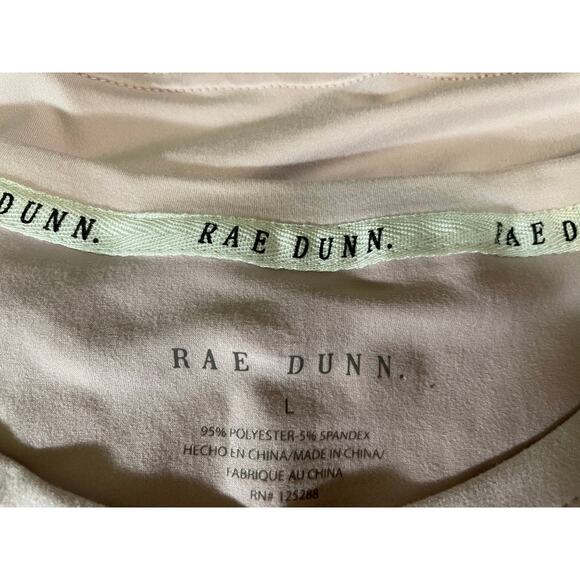 DUNN. RAE DUNN. RAE D
RAE DUNN.
L
95% POLYESTER-5% SPANDEX
HECHO EN CHINA/MADE IN CHINA/
FABRIQUE AU CHINA
RN# 125288